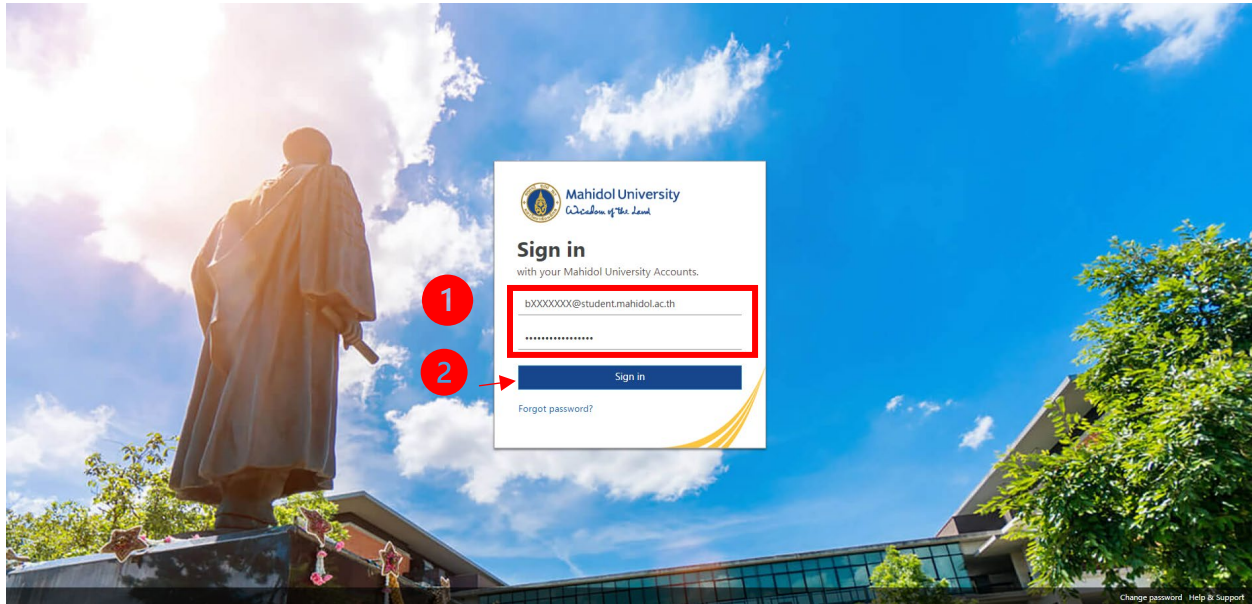 Mahidol University
Wisdom of the Land
Sign in
with your Mahidol University Accounts.
1
bXXXXXXX@student.mahidol.ac.th
•••••••••••••••••
2
Sign in
Forgot password?
Change password Help & Support